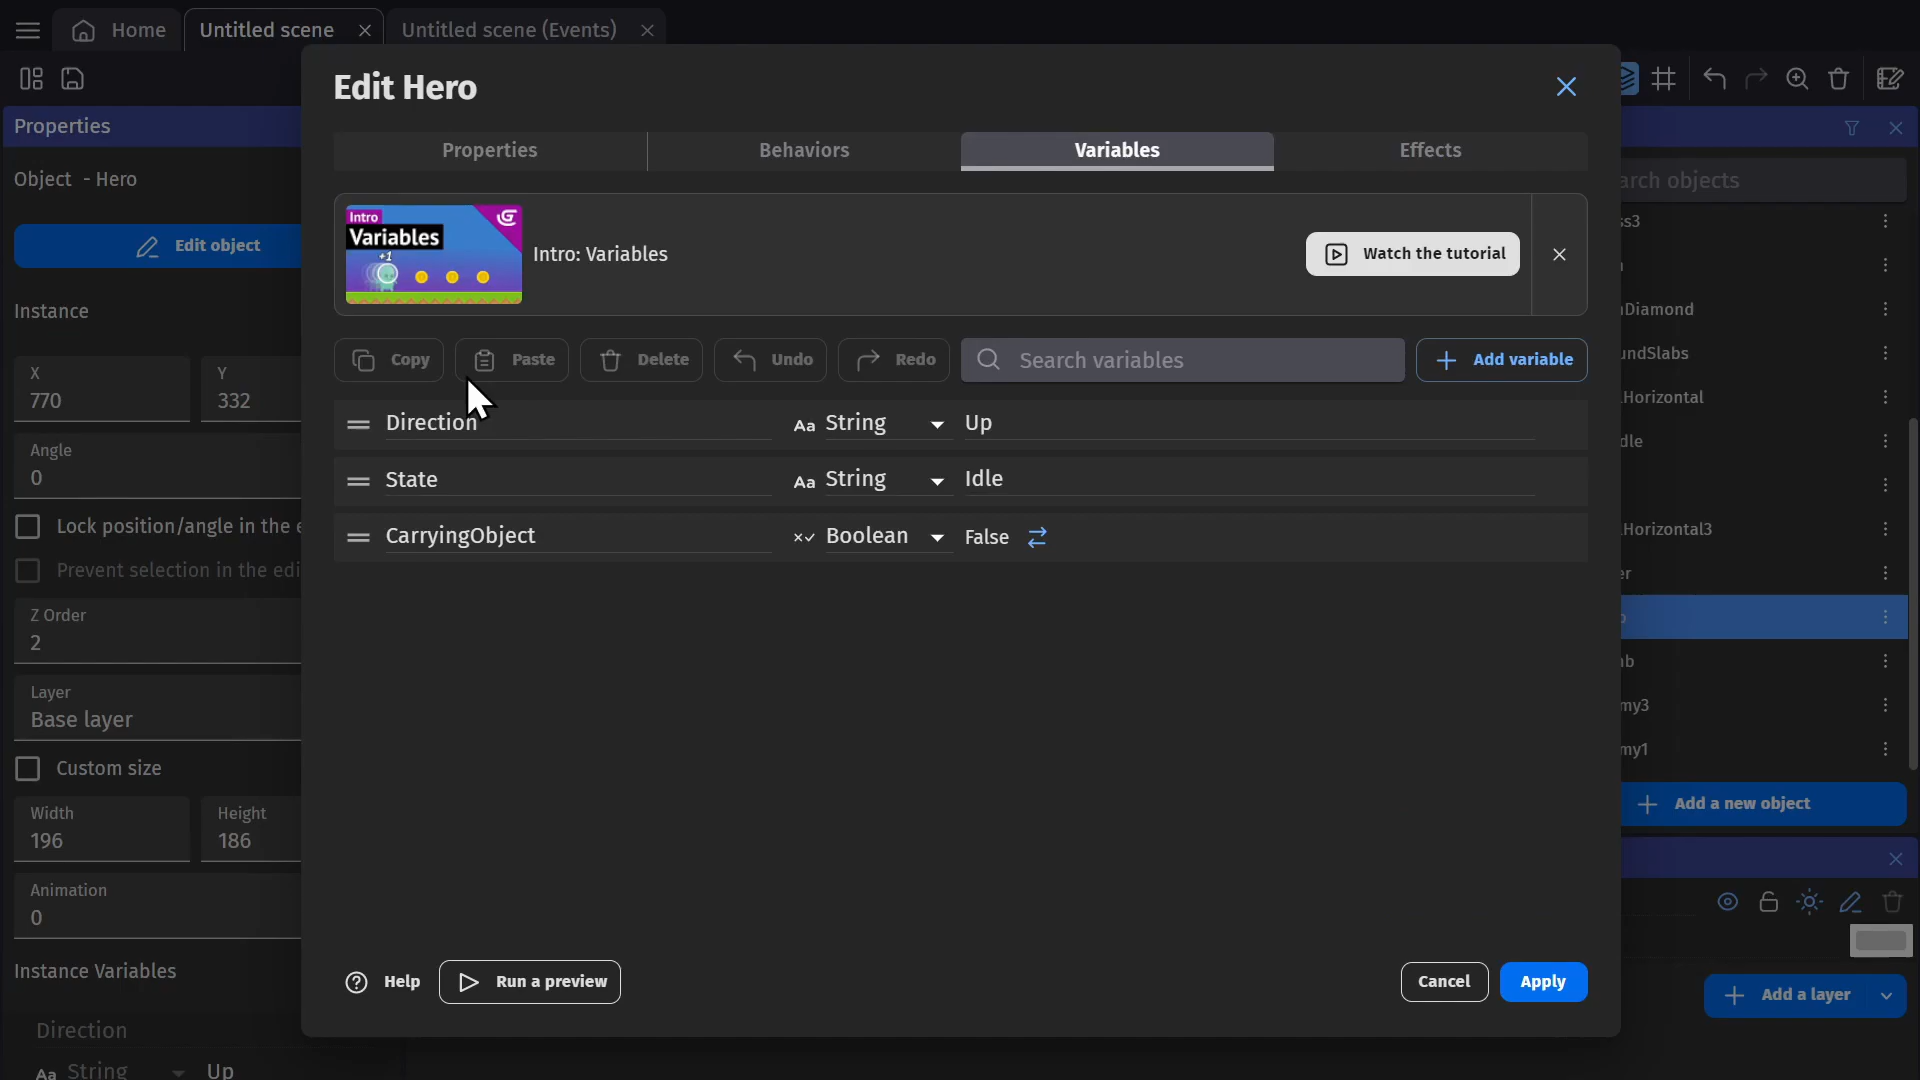 Home
Untitled scene
Untitled scene (Events)
Edit Hero
Properties
Object - Hero
Edit object
Instance
X
770
Y
332
Angle
0
Lock position/angle in the e
Prevent selection in the edi
Z Order
2
Layer
Base layer
Custom size
Width
196
Height
186
Animation
0
Instance Variables
Direction
Aa String Up
Properties
Behaviors
Variables
Effects
Intro
Variables
+1
Intro: Variables
Watch the tutorial
Copy
Paste
Delete
Undo
Redo
Search variables
Add variable
Direction Aa String Up
State Aa String Idle
CarryingObject Boolean False
Help
Run a preview
Cancel
Apply
arch objects
ss3
Diamond
undSlabs
Horizontal
dle
Horizontal3
er
nb
my3
my1
Add a new object
Add a layer